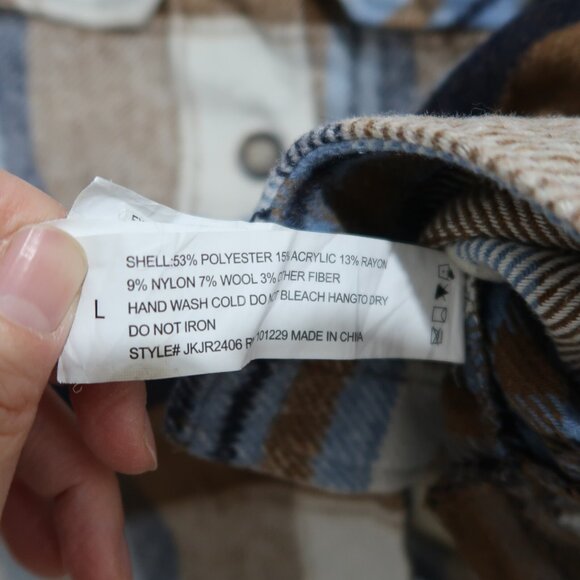 SHELL:53% POLYESTER 15% ACRYLIC 13% RAYON
9% NYLON 7% WOOL 3% OTHER FIBER
L
HAND WASH COLD DO NOT BLEACH HANGTO DRY
DO NOT IRON
STYLE# JKJR2406 101229 MADE IN CHINA